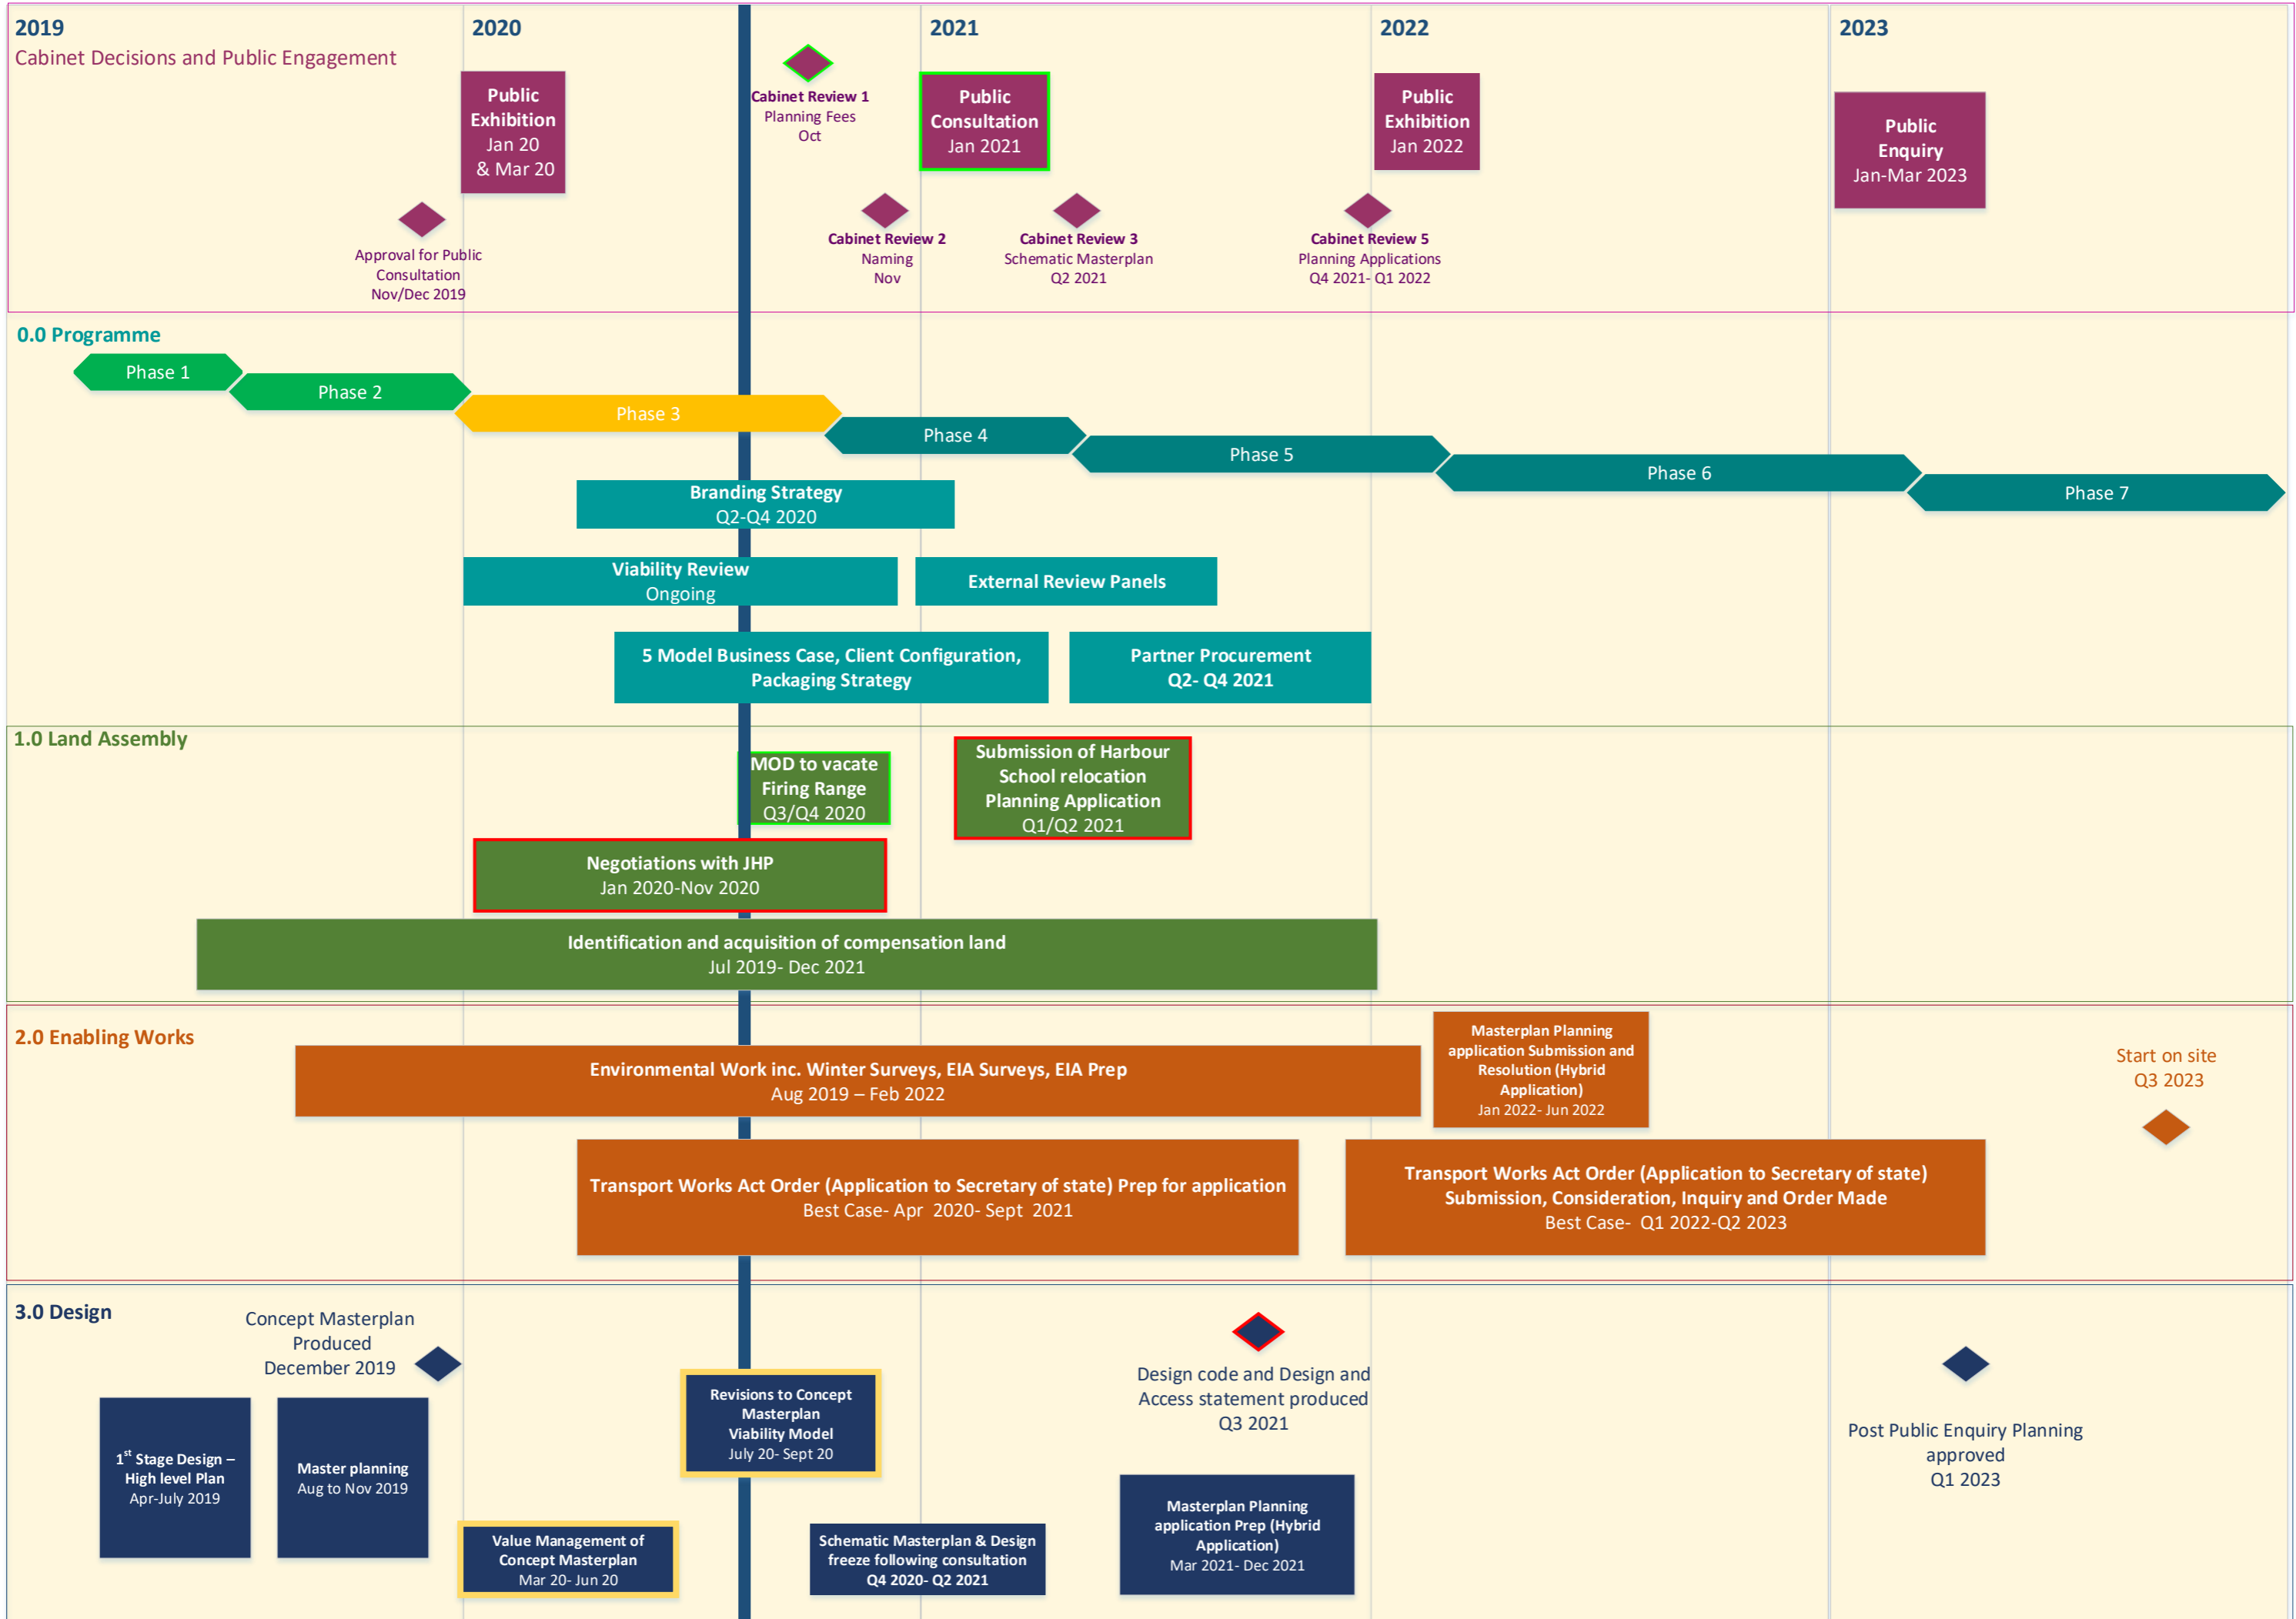 2019
2020
2021
2022
2023
Cabinet Decisions and Public Engagement
Public
Exhibition
Jan 20
& Mar 20
Cabinet Review 1
Planning Fees
Oct
Public
Consultation
Jan 2021
Public
Exhibition
Jan 2022
Public
Enquiry
Jan-Mar 2023
Approval for Public
Consultation
Nov/Dec 2019
Cabinet Review 2
Naming
Nov
Cabinet Review 3
Schematic Masterplan
Q2 2021
Cabinet Review 5
Planning Applications
Q4 2021- Q1 2022
0.0 Programme
Phase 1
Phase 2
Phase 3
Phase 4
Phase 5
Phase 6
Phase 7
Branding Strategy
Q2-Q4 2020
Viability Review
Ongoing
External Review Panels
5 Model Business Case, Client Configuration,
Packaging Strategy
Partner Procurement
Q2- Q4 2021
1.0 Land Assembly
MOD to vacate
Firing Range
Q3/Q4 2020
Submission of Harbour
School relocation
Planning Application
Q1/Q2 2021
Negotiations with JHP
Jan 2020-Nov 2020
Identification and acquisition of compensation land
Jul 2019- Dec 2021
2.0 Enabling Works
Environmental Work inc. Winter Surveys, EIA Surveys, EIA Prep
Aug 2019 – Feb 2022
Masterplan Planning
application Submission and
Resolution (Hybrid
Application)
Jan 2022- Jun 2022
Start on site
Q3 2023
Transport Works Act Order (Application to Secretary of state) Prep for application
Best Case- Apr 2020- Sept 2021
Transport Works Act Order (Application to Secretary of state)
Submission, Consideration, Inquiry and Order Made
Best Case- Q1 2022-Q2 2023
3.0 Design
Concept Masterplan
Produced
December 2019
1st Stage Design –
High level Plan
Apr-July 2019
Master planning
Aug to Nov 2019
Revisions to Concept
Masterplan
Viability Model
July 20- Sept 20
Value Management of
Concept Masterplan
Mar 20- Jun 20
Schematic Masterplan & Design
freeze following consultation
Q4 2020- Q2 2021
Design code and Design and
Access statement produced
Q3 2021
Masterplan Planning
application Prep (Hybrid
Application)
Mar 2021- Dec 2021
Post Public Enquiry Planning
approved
Q1 2023